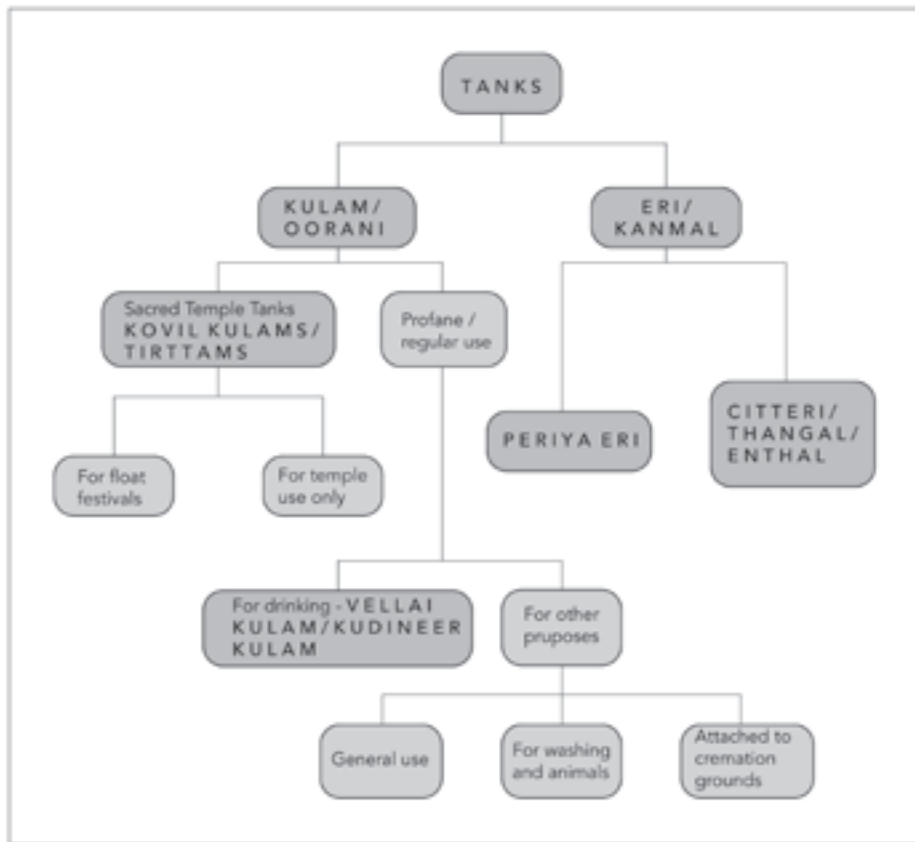 TANKS
KULAM/
OORANI
ERI/
KANMAL
Sacred Temple Tanks
KOVIL KULAMS/
TIRTTAMS
Profane /
regular use
PERIYA ERI
CITTERI/
THANGAL/
ENTHAL
For float
festivals
For temple
use only
For drinking - VELLAI
KULAM/KUDINEER
KULAM
For other
pruposes
General use
For washing
and animals
Attached to
cremation
grounds